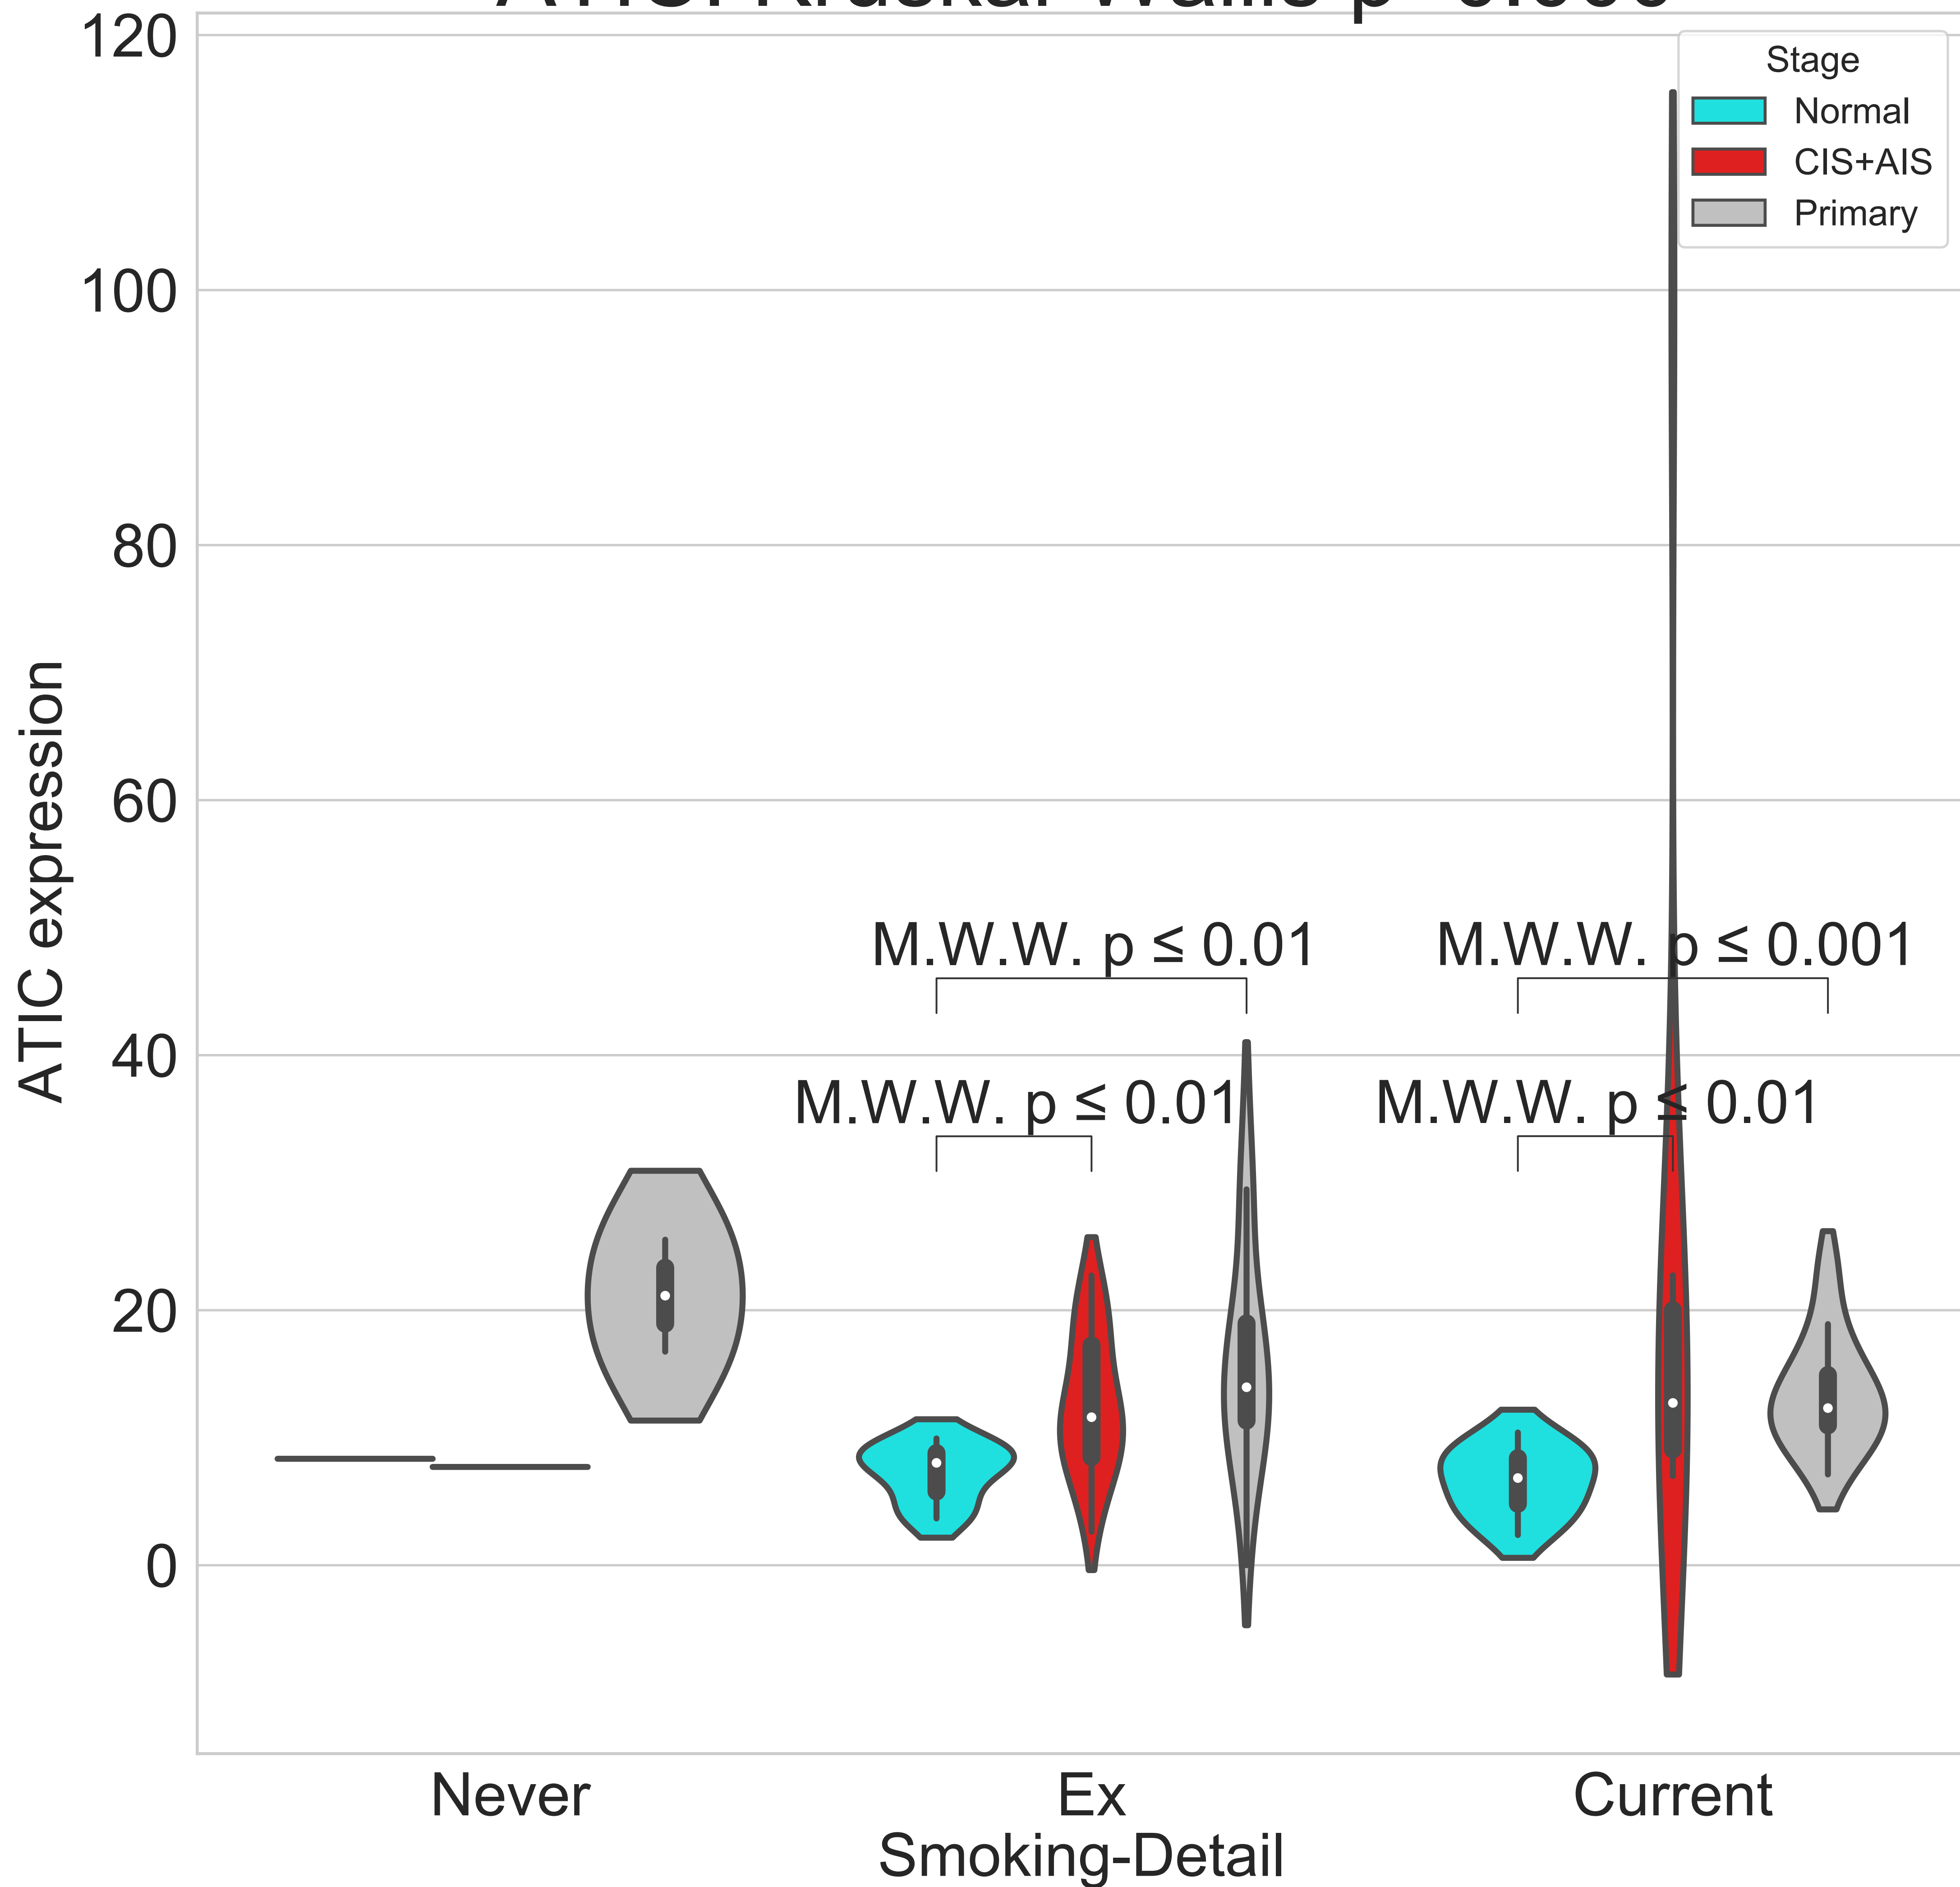 120
100
80
60
40
20
0
ATIC expression
Stage
Normal
CIS+AIS
Primary
M.W.W. p ≤ 0.01
M.W.W. p ≤ 0.001
M.W.W. p ≤ 0.01
M.W.W. p ≤ 0.01
Never
Ex
Current
Smoking-Detail